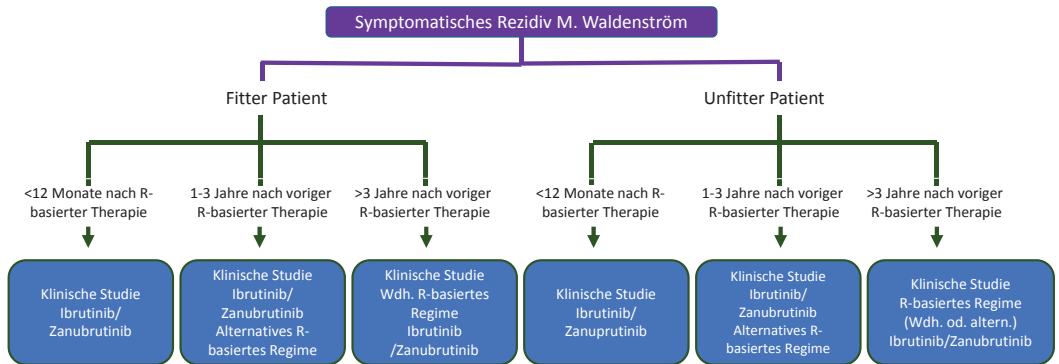 Symptomatisches Rezidiv M. Waldenström
Fitter Patient
Unfitter Patient
<12 Monate nach R-
basierter Therapie
1-3 Jahre nach voriger
R-basierter Therapie
>3 Jahre nach voriger
R-basierter Therapie
<12 Monate nach R-
basierter Therapie
1-3 Jahre nach voriger
R-basierter Therapie
>3 Jahre nach voriger
R-basierter Therapie
Klinische Studie
Ibrutinib/
Zanubrutinib
Klinische Studie
Ibrutinib/
Zanubrutinib
Alternatives R-
basiertes Regime
Klinische Studie
Wdh. R-basiertes
Regime
Ibrutinib
/Zanubrutinib
Klinische Studie
Ibrutinib/
Zanuprutinib
Klinische Studie
Ibrutinib/
Zanubrutinib
Alternatives R-
basiertes Regime
Klinische Studie
R-basiertes Regime
(Wdh. od. altern.)
Ibrutinib/Zanubrutinib